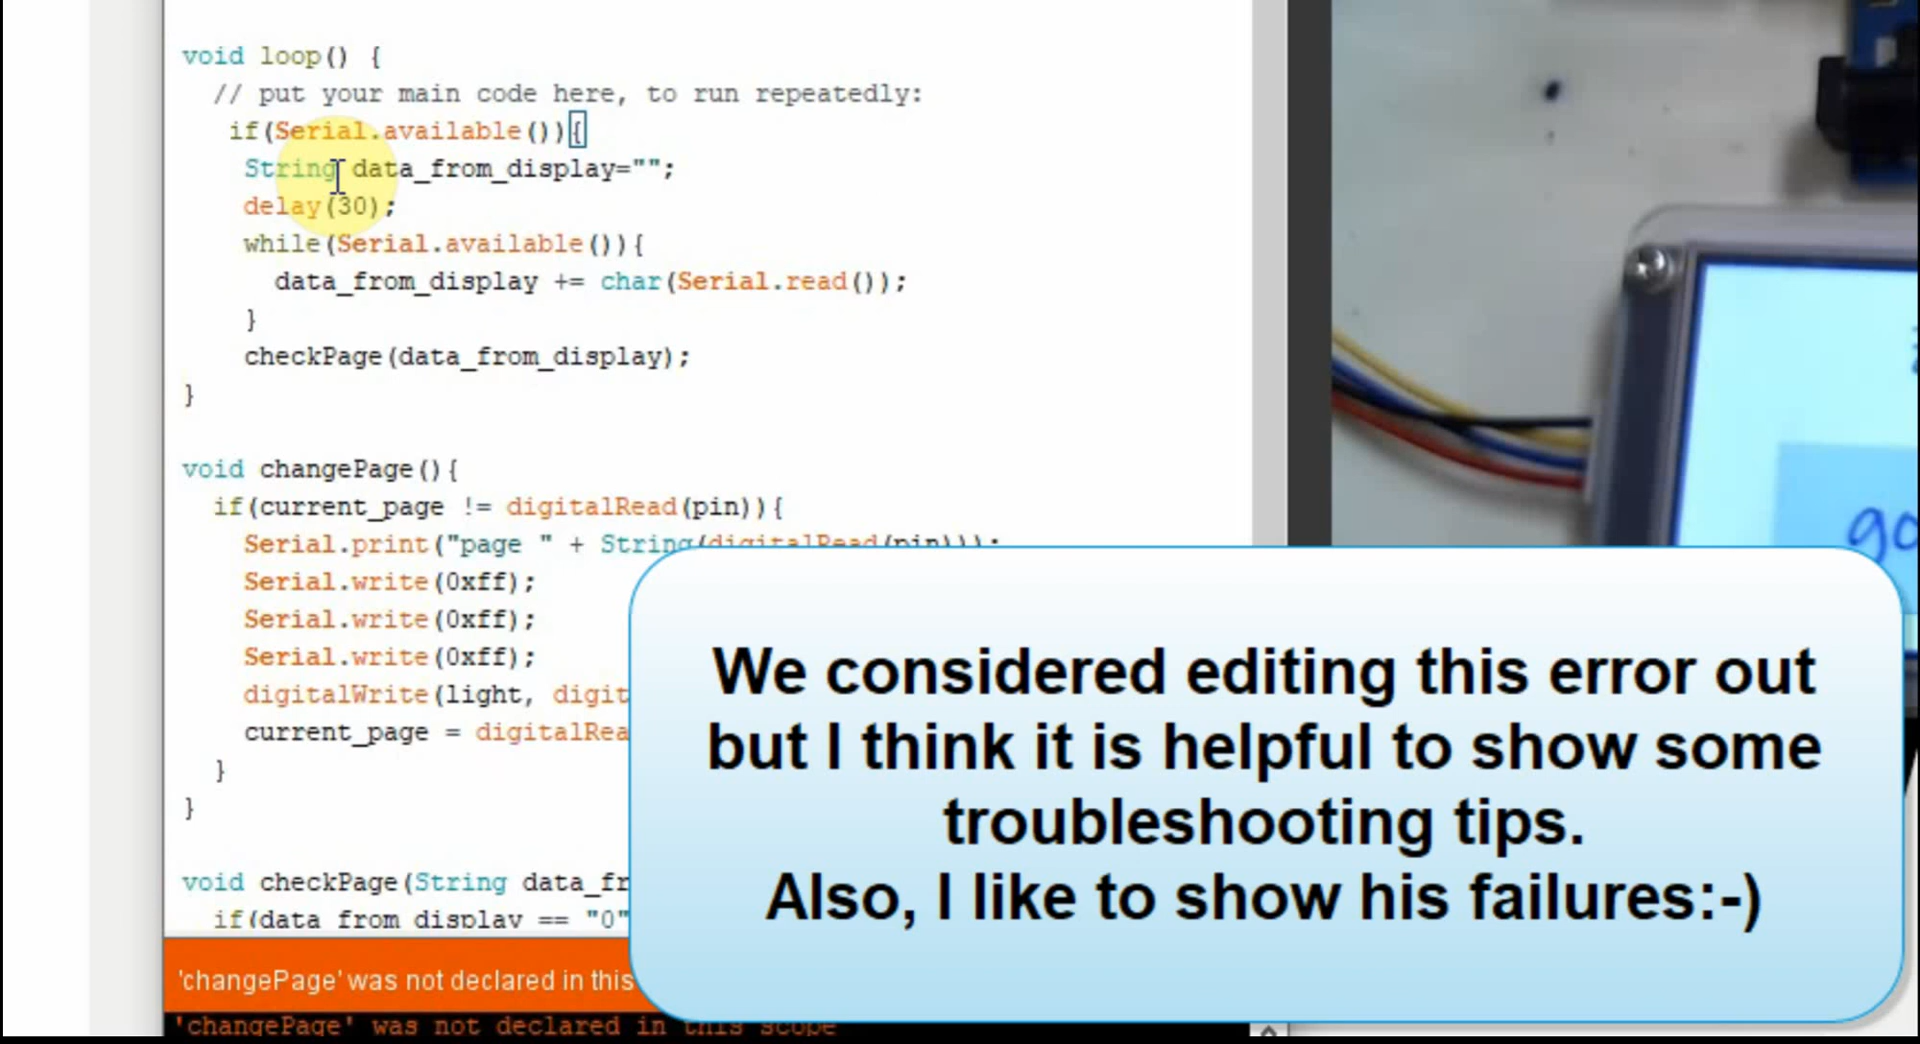 void loop() {
// put your main code here, to run repeatedly:
if(Serial.available()){
String data_from_display="";
delay(30);
while(Serial.available()){
data_from_display += char(Serial.read());
}
checkPage(data_from_display);
}
void changePage(){
if(current_page != digitalRead(pin)){
Serial.print("page " + String(digitalRead(pin)));
Serial.write(0xff);
Serial.write(0xff);
Serial.write(0xff);
digitalWrite(light, digit
current_page = digitalRea
}
}
void checkPage(String data_fr
if(data_from_display == "0"
'changePage' was not declared in this
'changePage' was not declared in this scope
We considered editing this error out
but I think it is helpful to show some
troubleshooting tips.
Also, I like to show his failures:-)
go